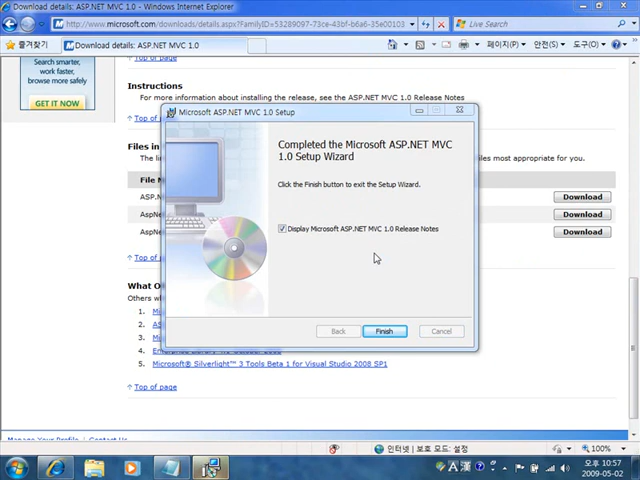 Download details: ASP.NET MVC 1.0 - Windows Internet Explorer
http://www.microsoft.com/downloads/details.aspx?FamilyID=53289097-73ce-43bf-b6a6-35e00103
Live Search
즐겨찾기
Download details: ASP.NET MVC 1.0
페이지(P)
안전(S)
도구(O)
Search smarter,
work faster,
browse more safely
GET IT NOW
Top of page
Instructions
For more information about installing the release, see the ASP.NET MVC 1.0 Release Notes
Microsoft ASP.NET MVC 1.0 Setup
Completed the Microsoft ASP.NET MVC
1.0 Setup Wizard
Click the Finish button to exit the Setup Wizard.
Display Microsoft ASP.NET MVC 1.0 Release Notes
Back
Finish
Cancel
Files in
files most appropriate for you.
File N
Download
Download
Download
What O
Others
1.
2.
3.
4.
5. Microsoft® Silverlight™ 3 Tools Beta 1 for Visual Studio 2008 SP1
Top of page
Manage Your Profile | Contact Us
인터넷 | 보호 모드: 설정
100%
A 漢
오후 10:57
2009-05-02